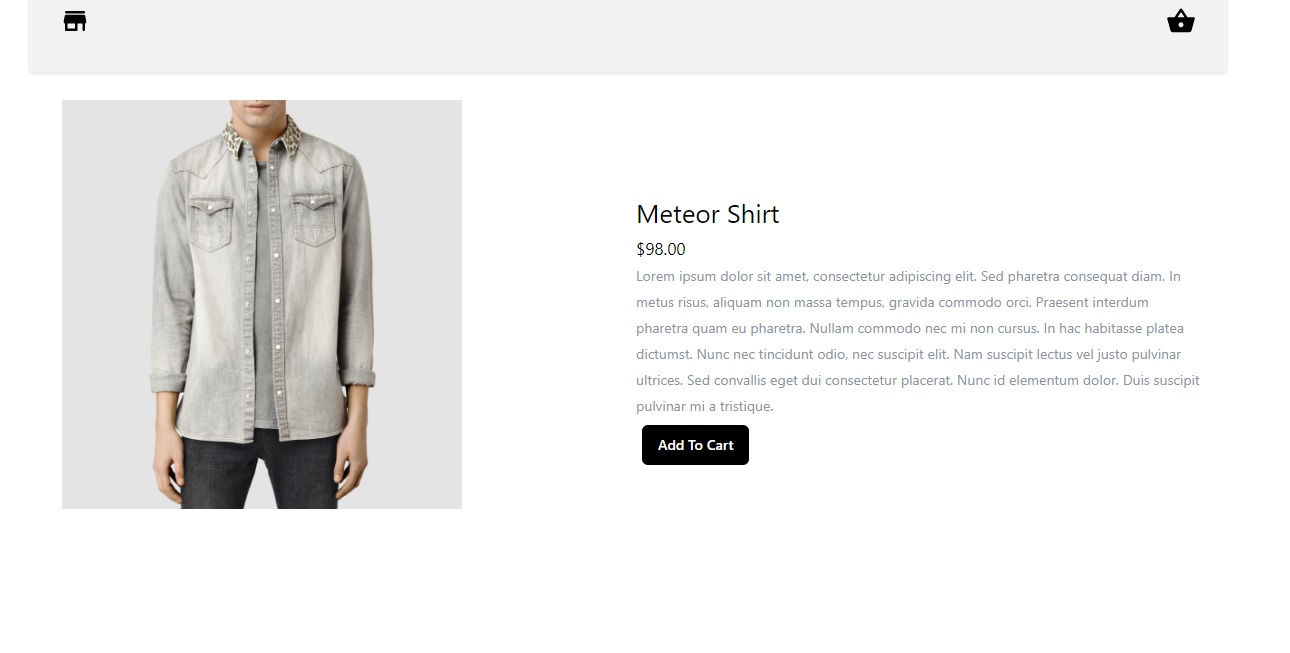 Meteor Shirt
$98.00
Lorem ipsum dolor sit amet, consectetur adipiscing elit. Sed pharetra consequat diam. In
metus risus, aliquam non massa tempus, gravida commodo orci. Praesent interdum
pharetra quam eu pharetra. Nullam commodo nec mi non cursus. In hac habitasse platea
dictumst. Nunc nec tincidunt odio, nec suscipit elit. Nam suscipit lectus vel justo pulvinar
ultrices. Sed convallis eget dui consectetur placerat. Nunc id elementum dolor. Duis suscipit
pulvinar mi a tristique.
Add To Cart